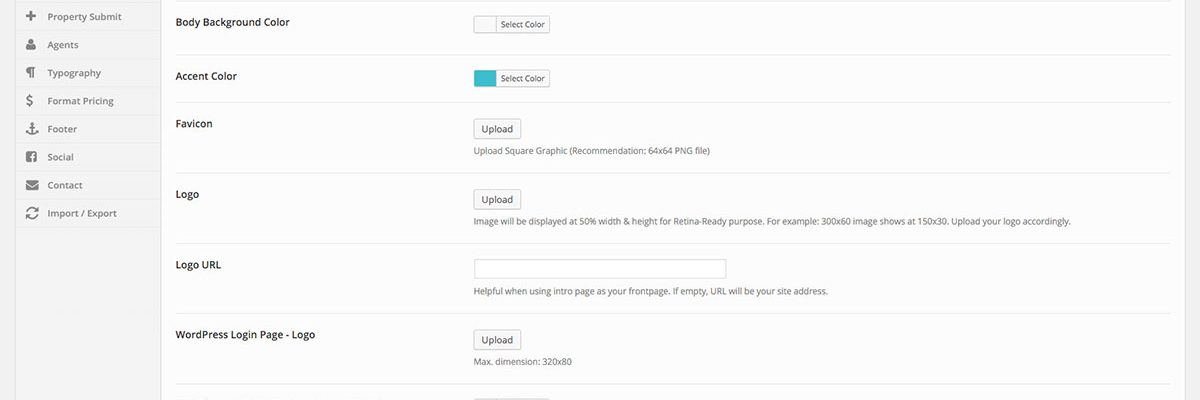 Property Submit
Agents
Typography
Format Pricing
Footer
Social
Contact
Import / Export
Body Background Color
Select Color
Accent Color
Select Color
Favicon
Upload
Upload Square Graphic (Recommendation: 64x64 PNG file)
Logo
Upload
Image will be displayed at 50% width & height for Retina-Ready purpose. For example: 300x60 image shows at 150x30. Upload your logo accordingly.
Logo URL
Helpful when using intro page as your frontpage. If empty, URL will be your site address.
WordPress Login Page - Logo
Upload
Max. dimension: 320x80